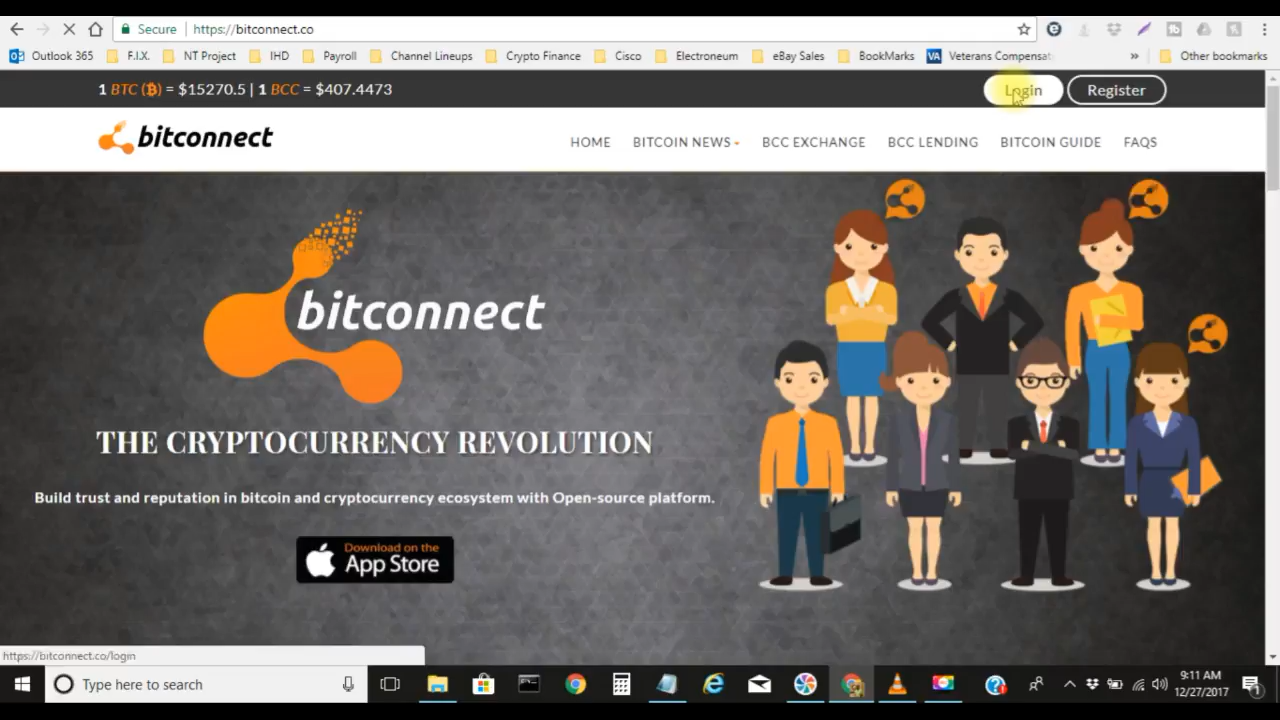 Secure https://bitconnect.co
Outlook 365 F.I.X. NT Project IHD Payroll Channel Lineups Crypto Finance Cisco Electroneum eBay Sales BookMarks VA Veterans Compensat » Other bookmarks
1 BTC (₿) = $15270.5 | 1 BCC = $407.4473
Login Register
bitconnect
HOME BITCOIN NEWS BCC EXCHANGE BCC LENDING BITCOIN GUIDE FAQS
bitconnect
THE CRYPTOCURRENCY REVOLUTION
Build trust and reputation in bitcoin and cryptocurrency ecosystem with Open-source platform.
Download on the
App Store
https://bitconnect.co/login
Type here to search
9:11 AM
12/27/2017
1